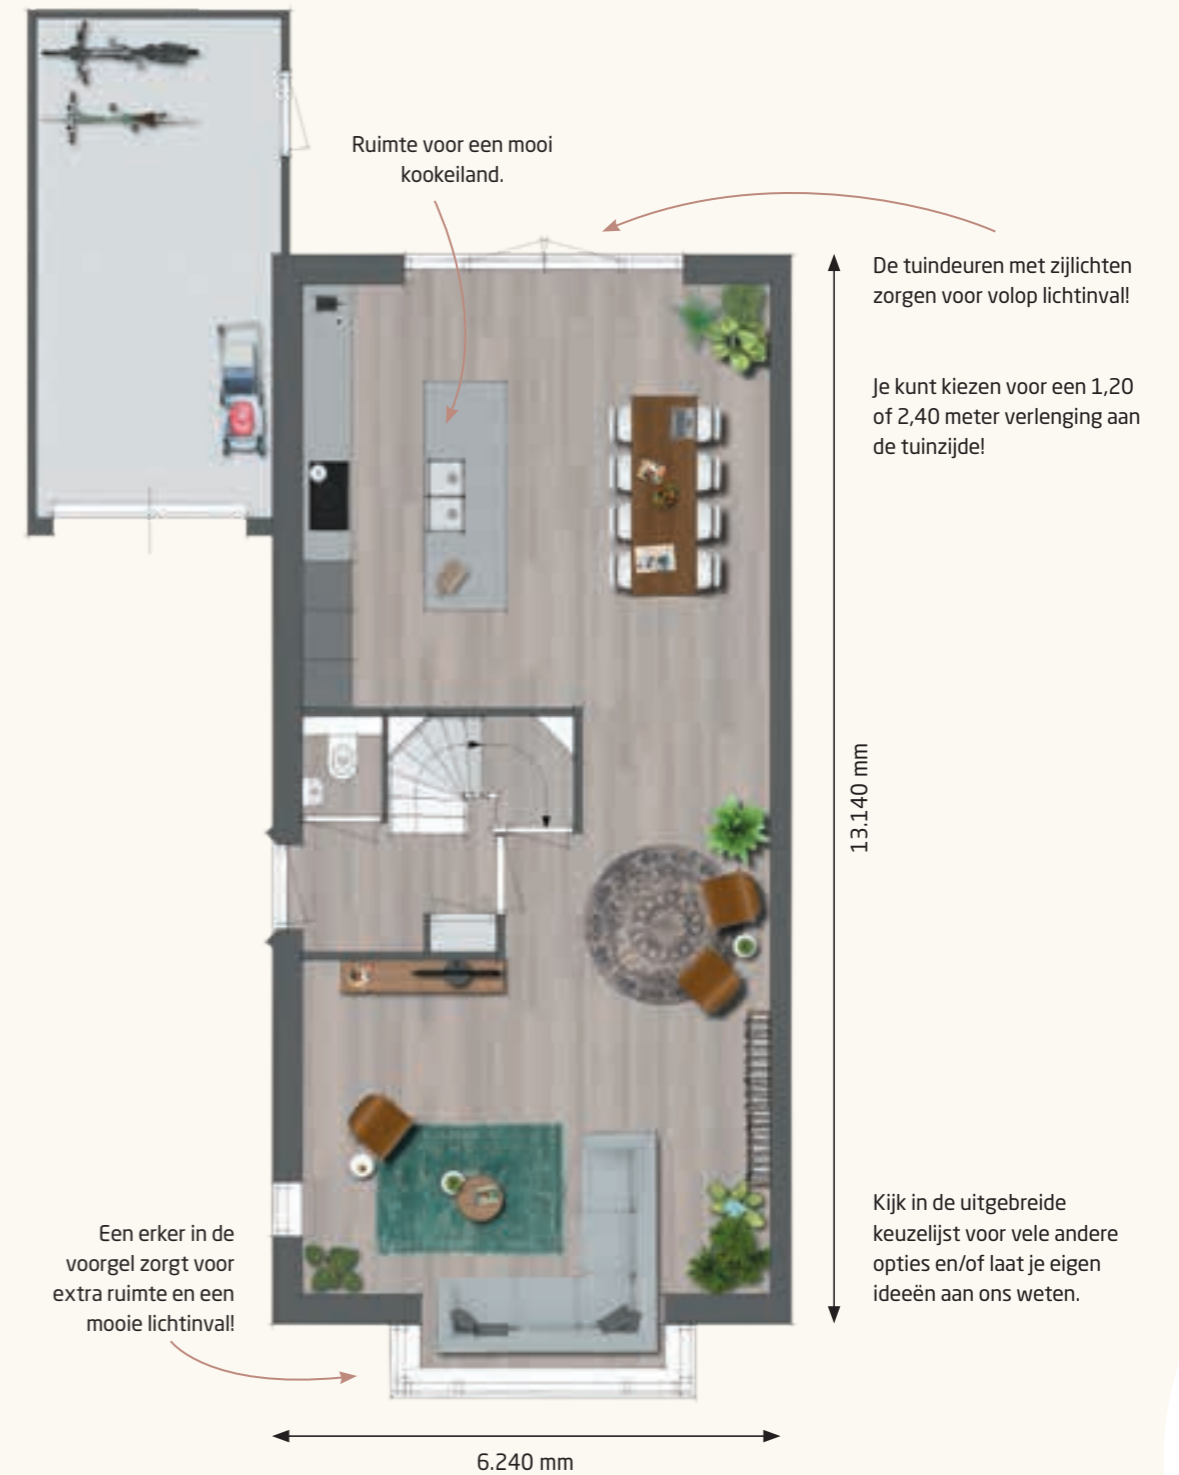 Ruimte voor een mooi
kookeiland.
De tuindeuren met zijlichten
zorgen voor volop lichtinval!
Je kunt kiezen voor een 1,20
of 2,40 meter verlenging aan
de tuinzijde!
13.140 mm
Kijk in de uitgebreide
keuzelijst voor vele andere
opties en/of laat je eigen
ideeën aan ons weten.
Een erker in de
voorgel zorgt voor
extra ruimte en een
mooie lichtinval!
6.240 mm